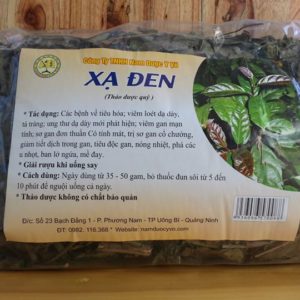 Công Ty TNHH Nam Dược Y Võ
XẠ ĐEN
(Thảo dược quý)
* Tác dụng: Các bệnh về tiêu hóa; viêm loét dạ dày,
tá tràng; ung thư dạ dày mới phát hiện; viêm gan mạn
tính; sơ gan đơn thuần Có tính mát, trị sơ gan cổ chướng,
giảm tiết dịch trong gan, tiêu độc gan, nóng nhiệt, phá các
u nhọt, ban lở ngứa, mề đay.
* Giải rượu khi uống say
* Cách dùng: Ngày dùng từ 35 - 50 gam, bỏ thuốc đun sôi từ 5 đến
10 phút để nguội uống cả ngày.
* Thảo dược không có chất bảo quản
Đ/c: Số 23 Bạch Đằng 1 - P. Phương Nam - TP Uông Bí - Quảng Ninh
ĐT: 0982. 116.368 * Website: namduocyvo.com